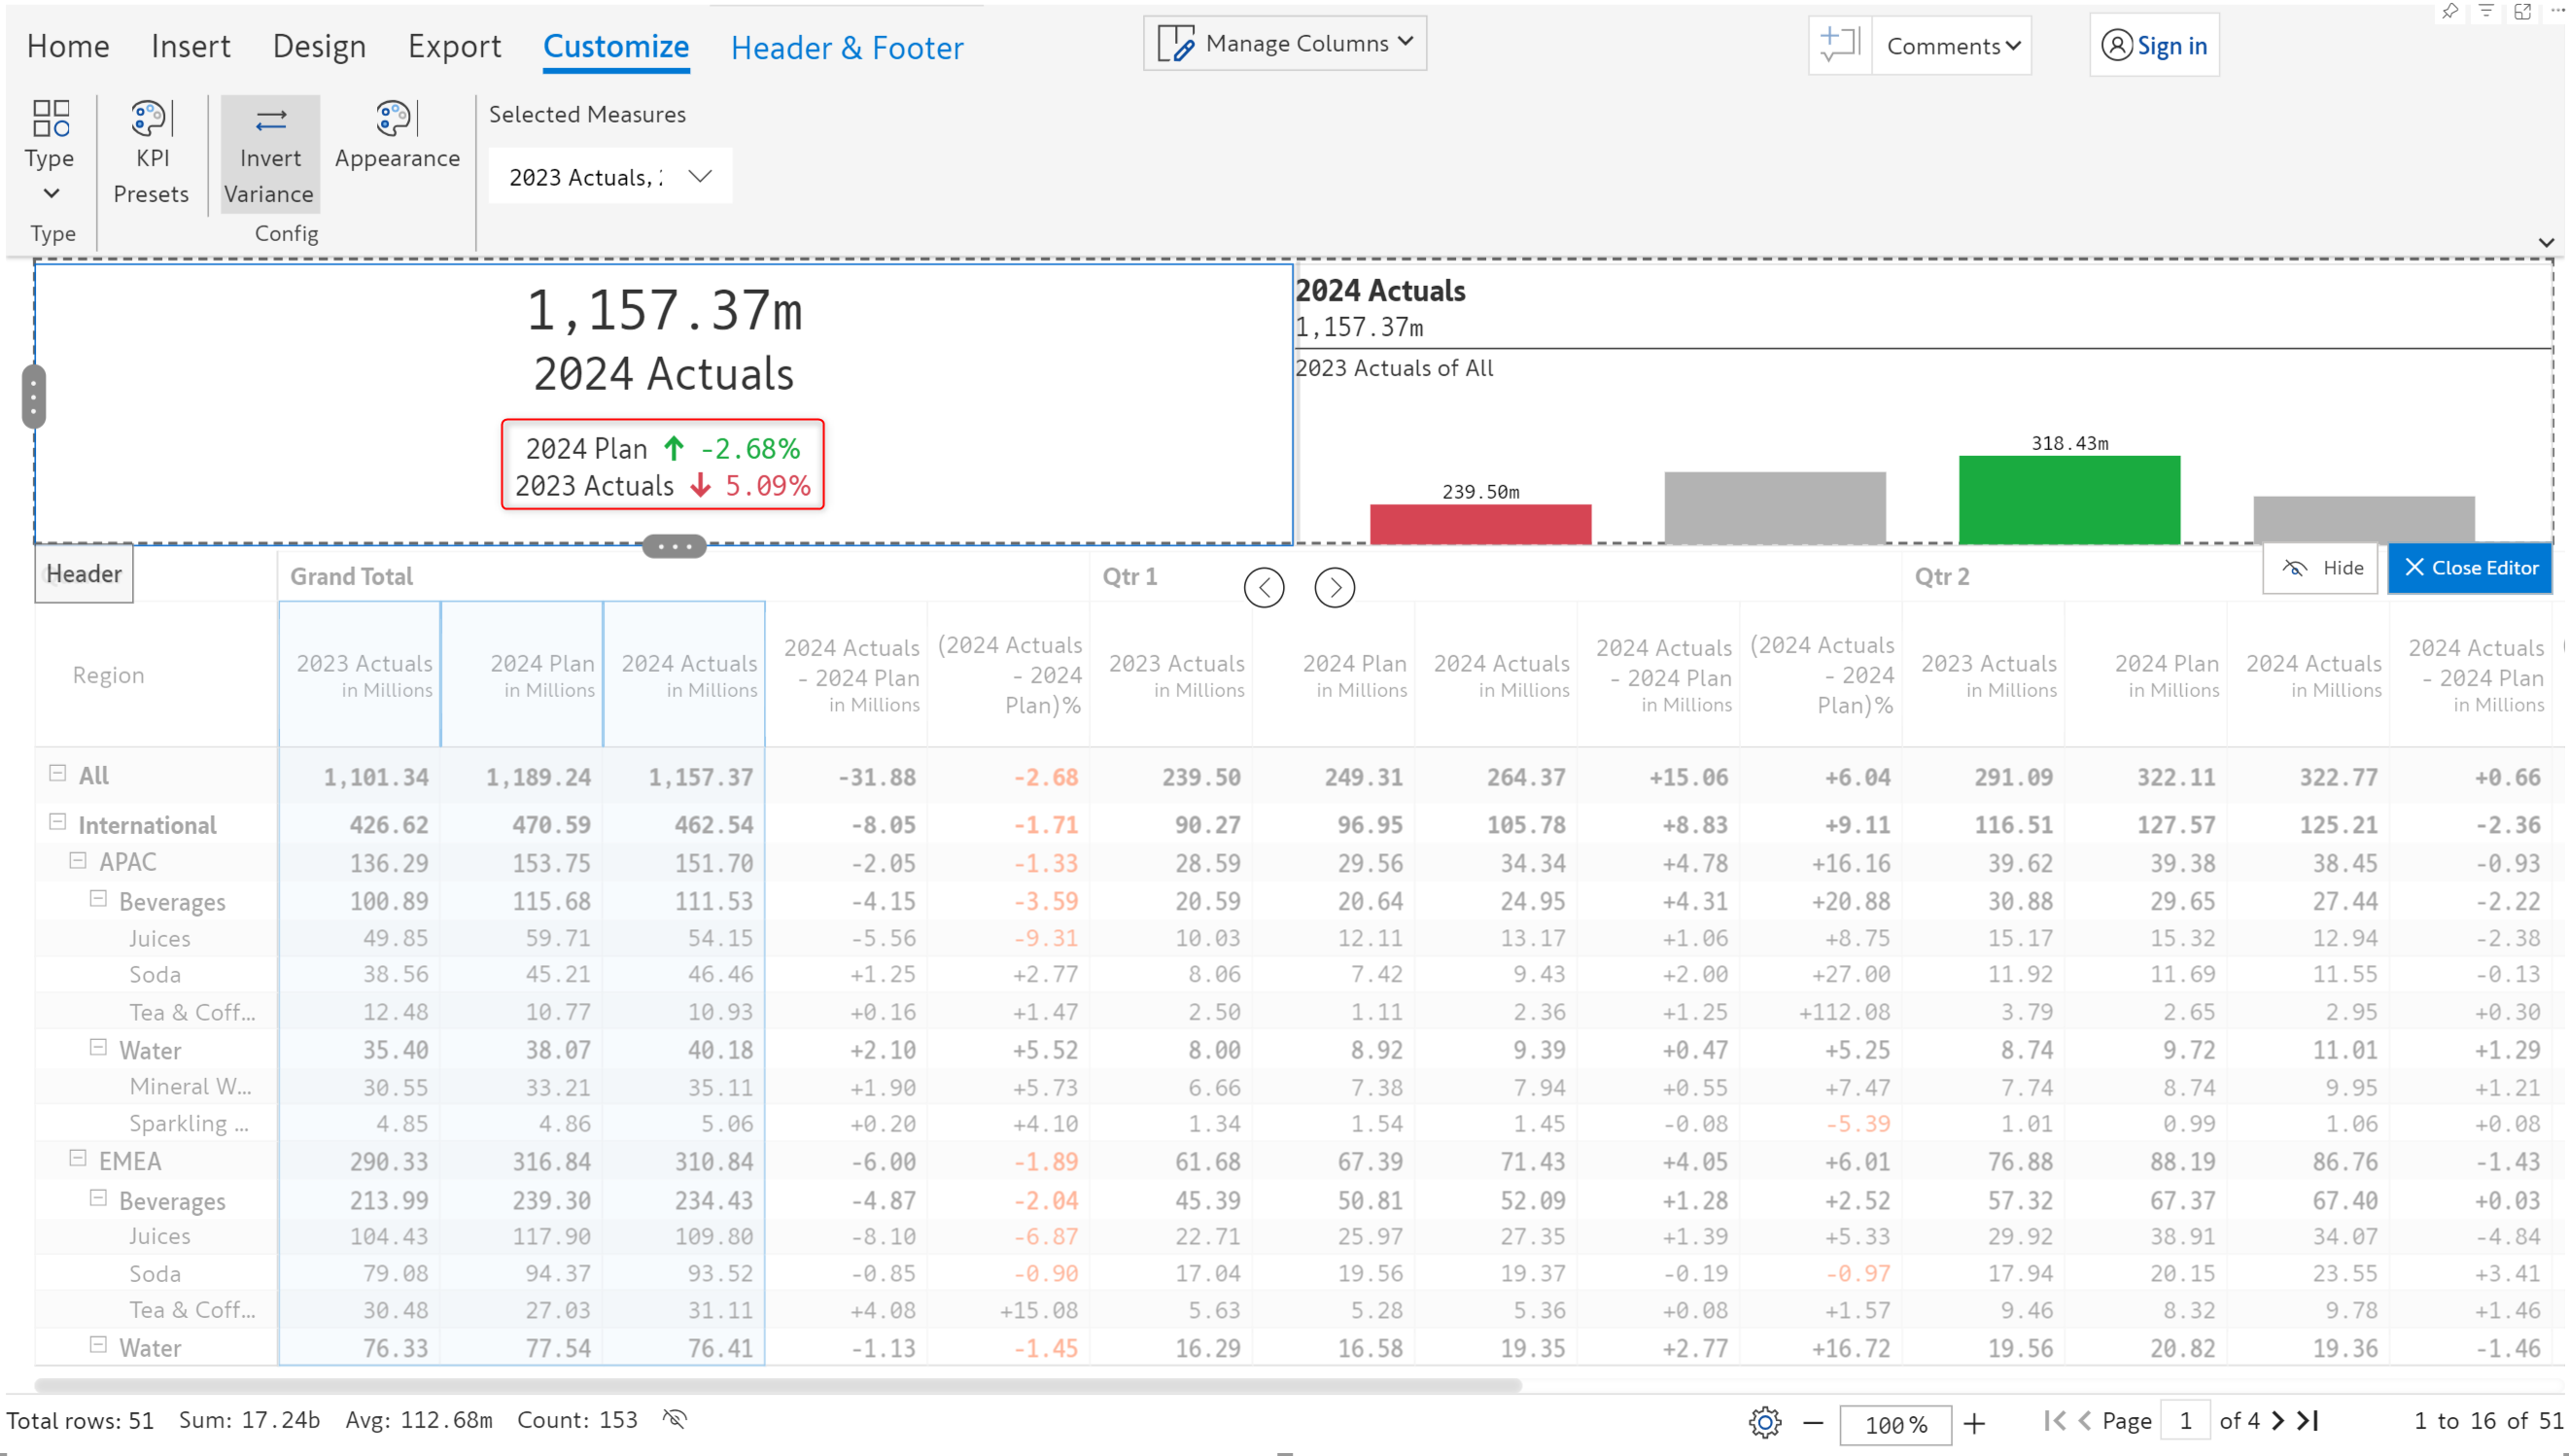 Home Insert Design Export Customize Header & Footer Manage Columns Comments Sign in
Type
KPI Presets
Invert Variance
Appearance
Type
Config
Selected Measures
2023 Actuals,
1,157.37m
2024 Actuals
2024 Plan ↑ -2.68%
2023 Actuals ↓ 5.09%
2024 Actuals
1,157.37m
2023 Actuals of All
239.50m
318.43m
Header
Hide
Close Editor
Grand Total Qtr 1 Qtr 2
Region
2023 Actuals in Millions
2024 Plan in Millions
2024 Actuals in Millions
2024 Actuals - 2024 Plan in Millions
(2024 Actuals - 2024 Plan)%
2023 Actuals in Millions
2024 Plan in Millions
2024 Actuals in Millions
2024 Actuals - 2024 Plan in Millions
(2024 Actuals - 2024 Plan)%
2023 Actuals in Millions
2024 Plan in Millions
2024 Actuals in Millions
2024 Actuals - 2024 Plan in Millions
All 1,101.34 1,189.24 1,157.37 -31.88 -2.68 239.50 249.31 264.37 +15.06 +6.04 291.09 322.11 322.77 +0.66
International 426.62 470.59 462.54 -8.05 -1.71 90.27 96.95 105.78 +8.83 +9.11 116.51 127.57 125.21 -2.36
APAC 136.29 153.75 151.70 -2.05 -1.33 28.59 29.56 34.34 +4.78 +16.16 39.62 39.38 38.45 -0.93
Beverages 100.89 115.68 111.53 -4.15 -3.59 20.59 20.64 24.95 +4.31 +20.88 30.88 29.65 27.44 -2.22
Juices 49.85 59.71 54.15 -5.56 -9.31 10.03 12.11 13.17 +1.06 +8.75 15.17 15.32 12.94 -2.38
Soda 38.56 45.21 46.46 +1.25 +2.77 8.06 7.42 9.43 +2.00 +27.00 11.92 11.69 11.55 -0.13
Tea & Coff... 12.48 10.77 10.93 +0.16 +1.47 2.50 1.11 2.36 +1.25 +112.08 3.79 2.65 2.95 +0.30
Water 35.40 38.07 40.18 +2.10 +5.52 8.00 8.92 9.39 +0.47 +5.25 8.74 9.72 11.01 +1.29
Mineral W... 30.55 33.21 35.11 +1.90 +5.73 6.66 7.38 7.94 +0.55 +7.47 7.74 8.74 9.95 +1.21
Sparkling ... 4.85 4.86 5.06 +0.20 +4.10 1.34 1.54 1.45 -0.08 -5.39 1.01 0.99 1.06 +0.08
EMEA 290.33 316.84 310.84 -6.00 -1.89 61.68 67.39 71.43 +4.05 +6.01 76.88 88.19 86.76 -1.43
Beverages 213.99 239.30 234.43 -4.87 -2.04 45.39 50.81 52.09 +1.28 +2.52 57.32 67.37 67.40 +0.03
Juices 104.43 117.90 109.80 -8.10 -6.87 22.71 25.97 27.35 +1.39 +5.33 29.92 38.91 34.07 -4.84
Soda 79.08 94.37 93.52 -0.85 -0.90 17.04 19.56 19.37 -0.19 -0.97 17.94 20.15 23.55 +3.41
Tea & Coff... 30.48 27.03 31.11 +4.08 +15.08 5.63 5.28 5.36 +0.08 +1.57 9.46 8.32 9.78 +1.46
Water 76.33 77.54 76.41 -1.13 -1.45 16.29 16.58 19.35 +2.77 +16.72 19.56 20.82 19.36 -1.46
Total rows: 51 Sum: 17.24b Avg: 112.68m Count: 153 100% Page 1 of 4 1 to 16 of 51